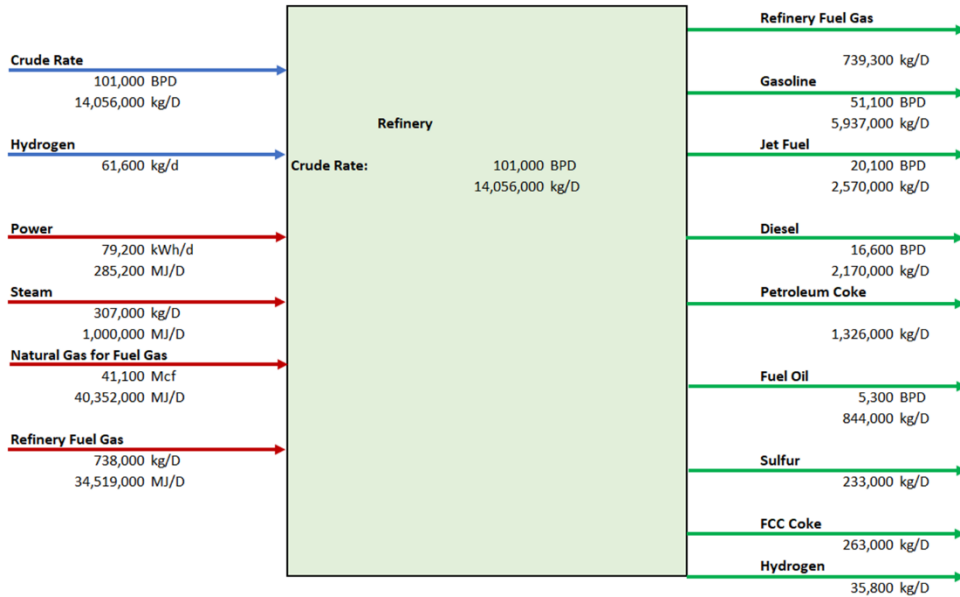 Crude Rate
101,000 BPD
14,056,000 kg/D
Hydrogen
61,600 kg/d
Power
79,200 kWh/d
285,200 MJ/D
Steam
307,000 kg/D
1,000,000 MJ/D
Natural Gas for Fuel Gas
41,100 Mcf
40,352,000 MJ/D
Refinery Fuel Gas
738,000 kg/D
34,519,000 MJ/D
Refinery
Crude Rate: 101,000 BPD
14,056,000 kg/D
Refinery Fuel Gas
739,300 kg/D
Gasoline
51,100 BPD
5,937,000 kg/D
Jet Fuel
20,100 BPD
2,570,000 kg/D
Diesel
16,600 BPD
2,170,000 kg/D
Petroleum Coke
1,326,000 kg/D
Fuel Oil
5,300 BPD
844,000 kg/D
Sulfur
233,000 kg/D
FCC Coke
263,000 kg/D
Hydrogen
35,800 kg/D